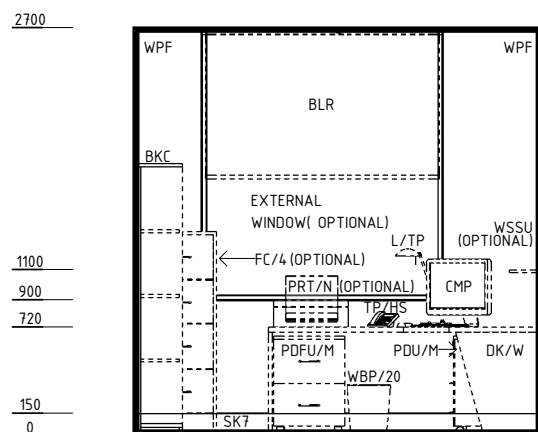 2700
WPF
WPF
BLR
BKC
EXTERNAL
WINDOW( OPTIONAL)
WSSU
(OPTIONAL)
L/TP
FC/4 (OPTIONAL)
1100
PRT/N (OPTIONAL)
CMP
900
TP/HS
720
PDFU/M
PDU/M
DK/W
WBP/20
150
SK7
0